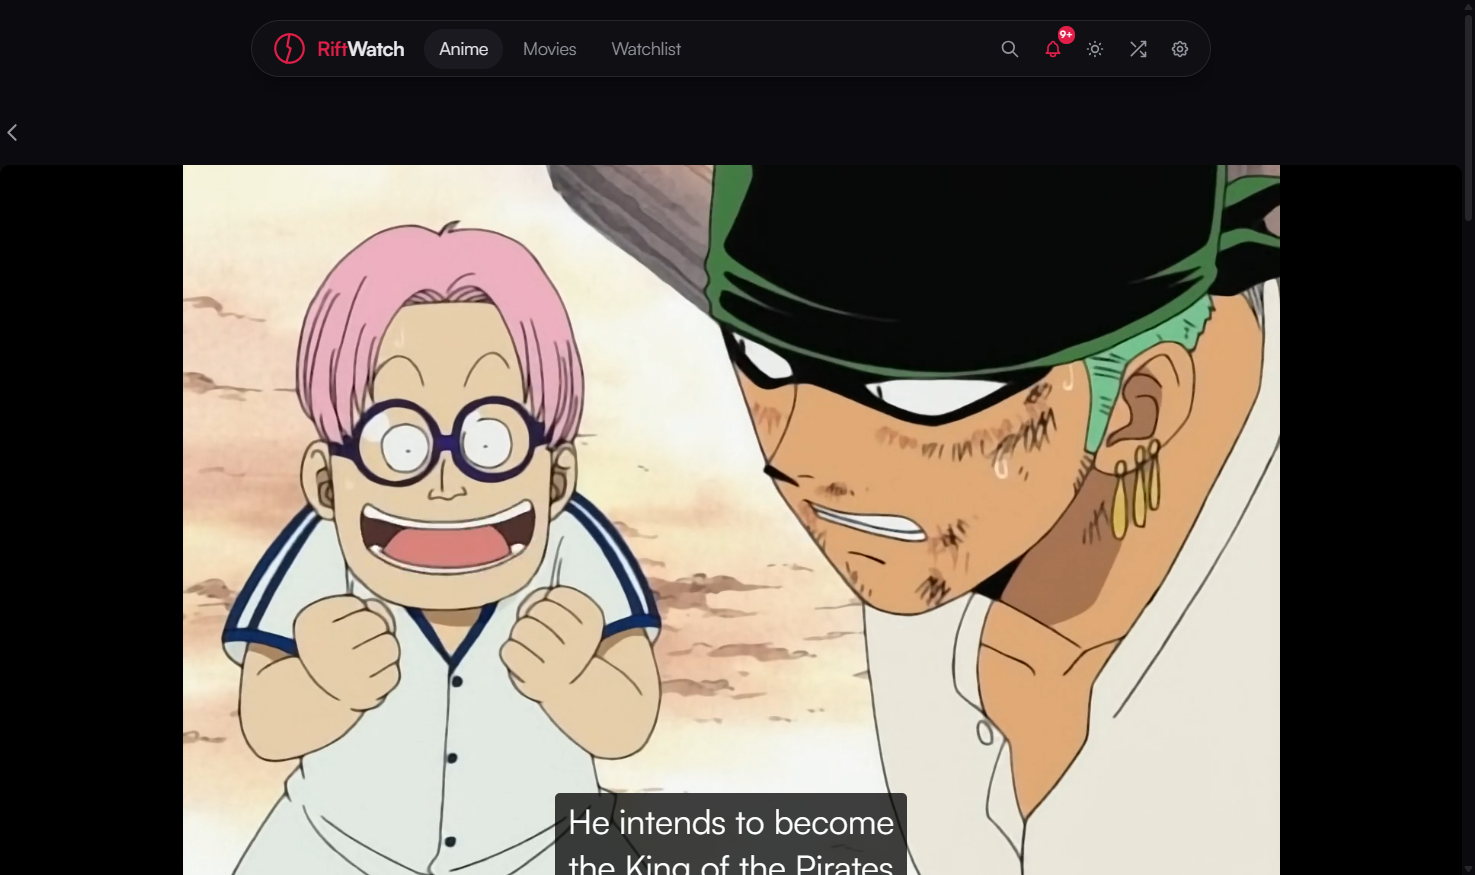 RiftWatch
Anime
Movies
Watchlist
9+
He intends to become
the King of the Pirates